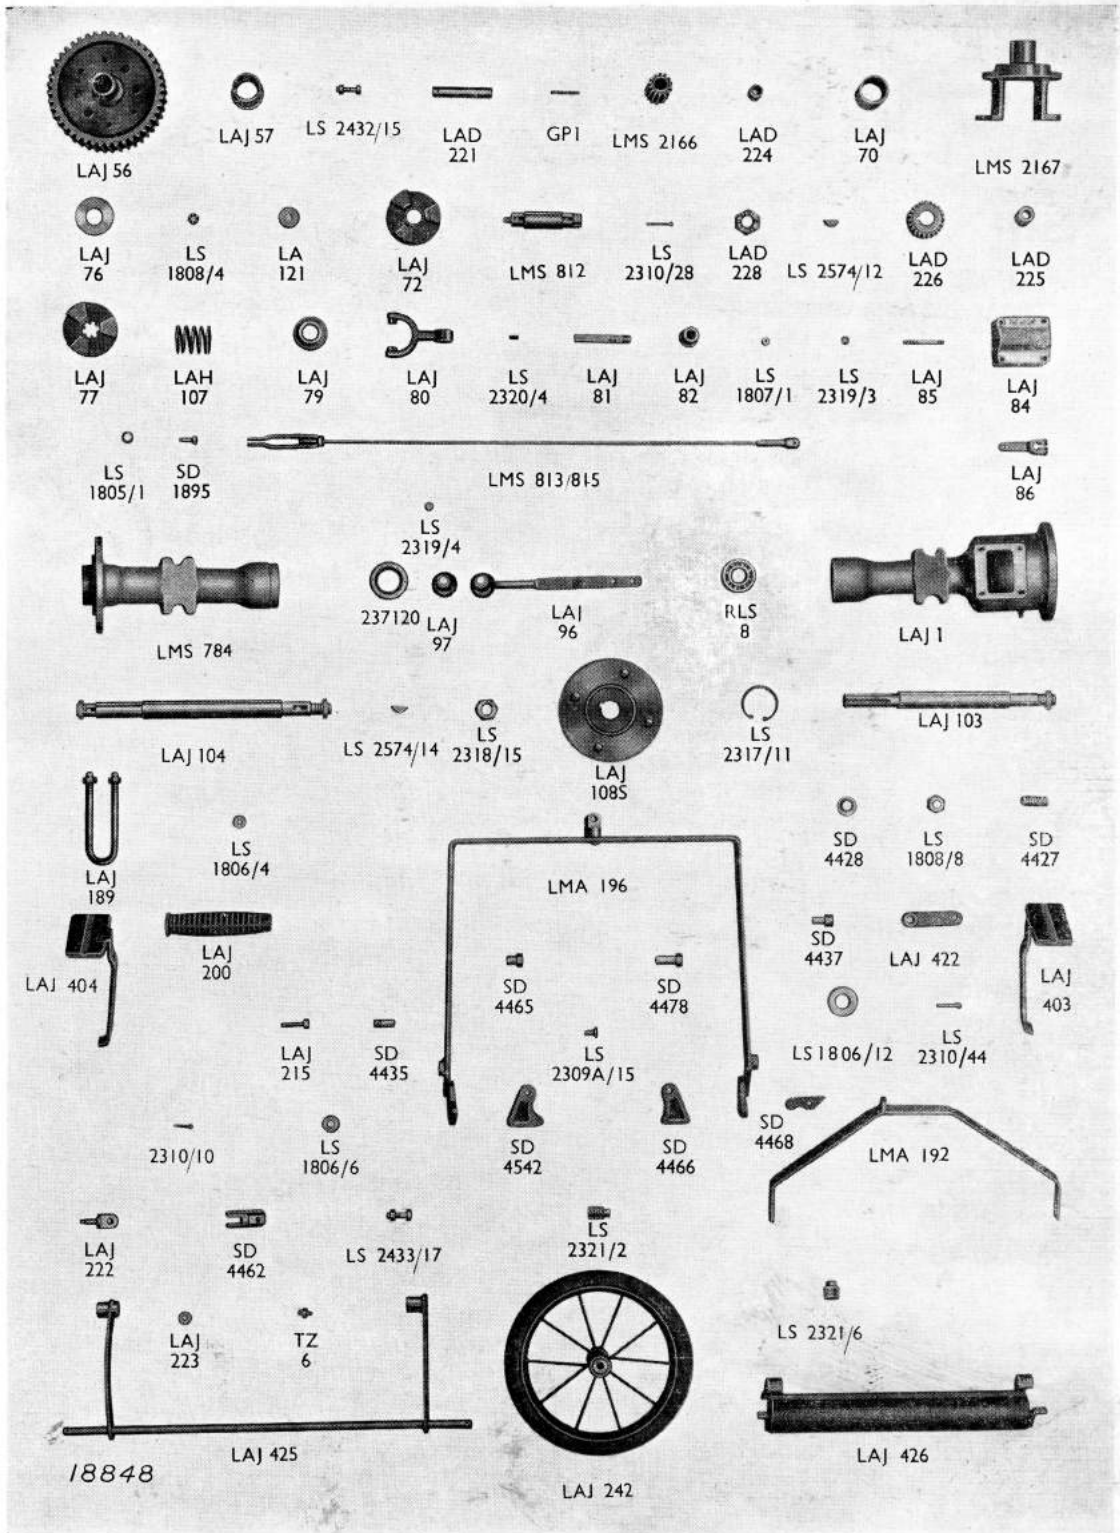 LAJ 56
LAJ 57
LS 2432/15
LAD
221
GP1
LMS 2166
LAD
224
LAJ
70
LMS 2167
LAJ
76
LS
1808/4
LA
121
LAJ
72
LMS 812
LS
2310/28
LAD
228
LS 2574/12
LAD
226
LAD
225
LAJ
77
LAH
107
LAJ
79
LAJ
80
LS
2320/4
LAJ
81
LAJ
82
LS
1807/1
LS
2319/3
LAJ
85
LAJ
84
LS
1805/1
SD
1895
LMS 813/815
LAJ
86
LS
2319/4
LMS 784
237120
LAJ
97
LAJ
96
RLS
8
LAJ 1
LAJ 104
LS 2574/14
LS
2318/15
LAJ
108S
LS
2317/11
LAJ 103
LAJ
189
LS
1806/4
LMA 196
SD
4428
LS
1808/8
SD
4427
LAJ 404
LAJ
200
SD
4465
SD
4478
SD
4437
LAJ 422
LAJ
403
LAJ
215
SD
4435
LS
2309A/15
LS1806/12
LS
2310/44
2310/10
LS
1806/6
SD
4542
SD
4466
SD
4468
LMA 192
LAJ
222
SD
4462
LS 2433/17
LS
2321/2
LAJ
223
TZ
6
LS 2321/6
LAJ 425
LAJ 426
18848
LAJ 242